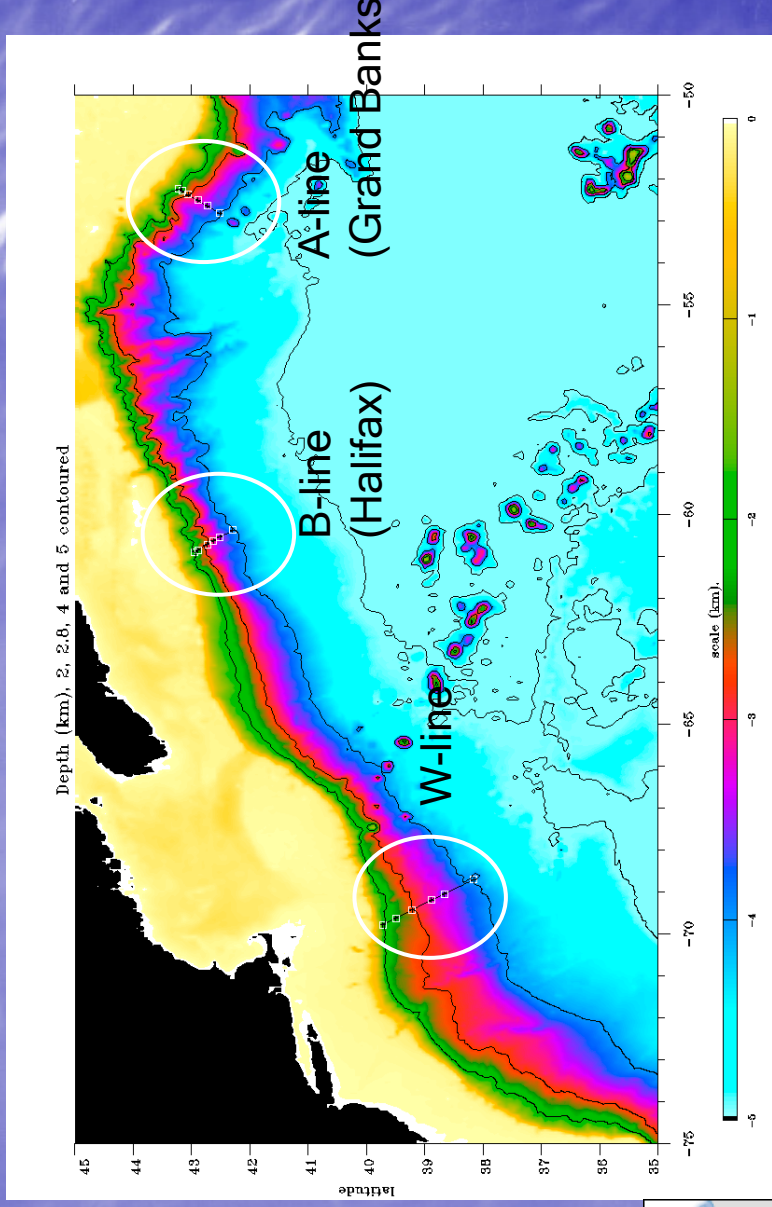 Depth (km), 2, 2.8, 4 and 5 contoured
45
44
43
42
41
40
39
38
37
36
35
latitude
-75
-70
-65
-60
-55
-50
W-line
B-line
(Halifax)
A-line
(Grand Banks
-5
-4
-3
-2
-1
0
scale (km).